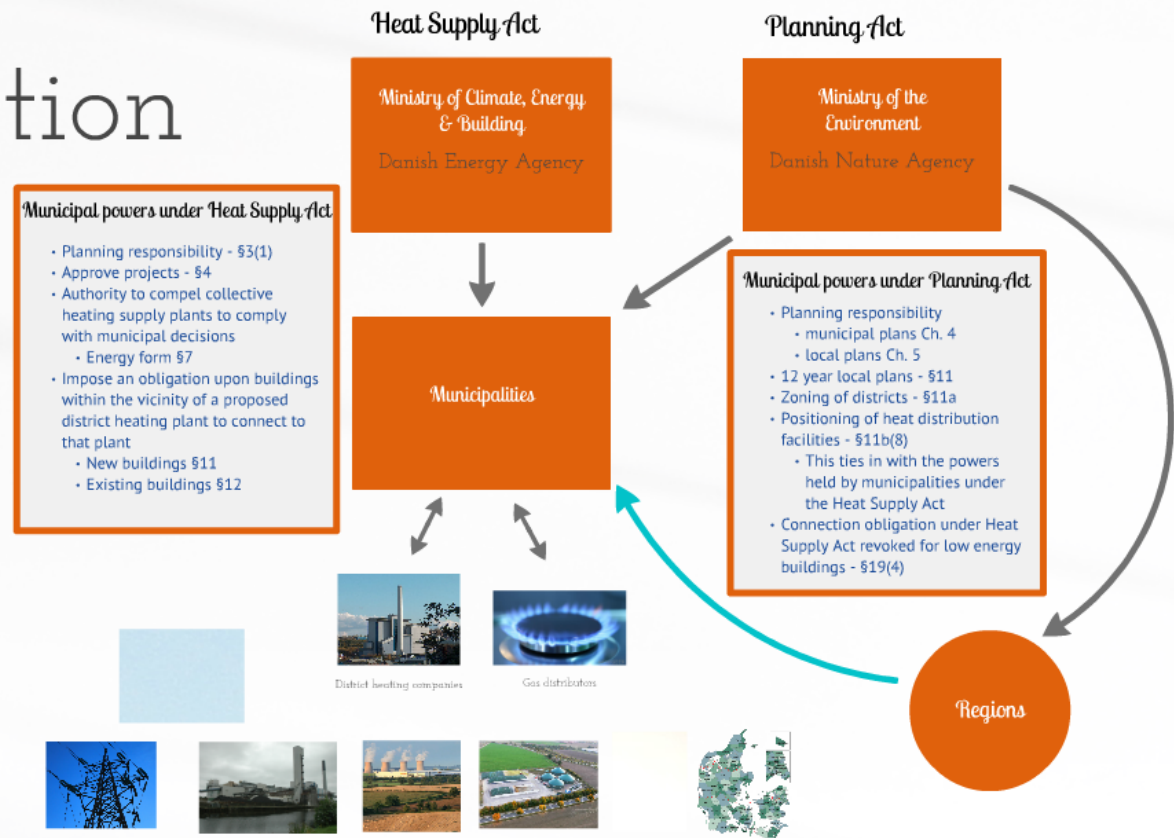 tion
Heat Supply Act
Planning Act
Ministry of Climate, Energy
& Building
Danish Energy Agency
Ministry of the
Environment
Danish Nature Agency
Municipal powers under Heat Supply Act
• Planning responsibility - §3(1)
• Approve projects - §4
• Authority to compel collective
heating supply plants to comply
with municipal decisions
• Energy form §7
• Impose an obligation upon buildings
within the vicinity of a proposed
district heating plant to connect to
that plant
• New buildings §11
• Existing buildings §12
Municipalities
Municipal powers under Planning Act
• Planning responsibility
• municipal plans Ch. 4
• local plans Ch. 5
• 12 year local plans - §11
• Zoning of districts - §11a
• Positioning of heat distribution
facilities - §11b(8)
• This ties in with the powers
held by municipalities under
the Heat Supply Act
• Connection obligation under Heat
Supply Act revoked for low energy
buildings - §19(4)
District heating companies
Gas distributors
Regions